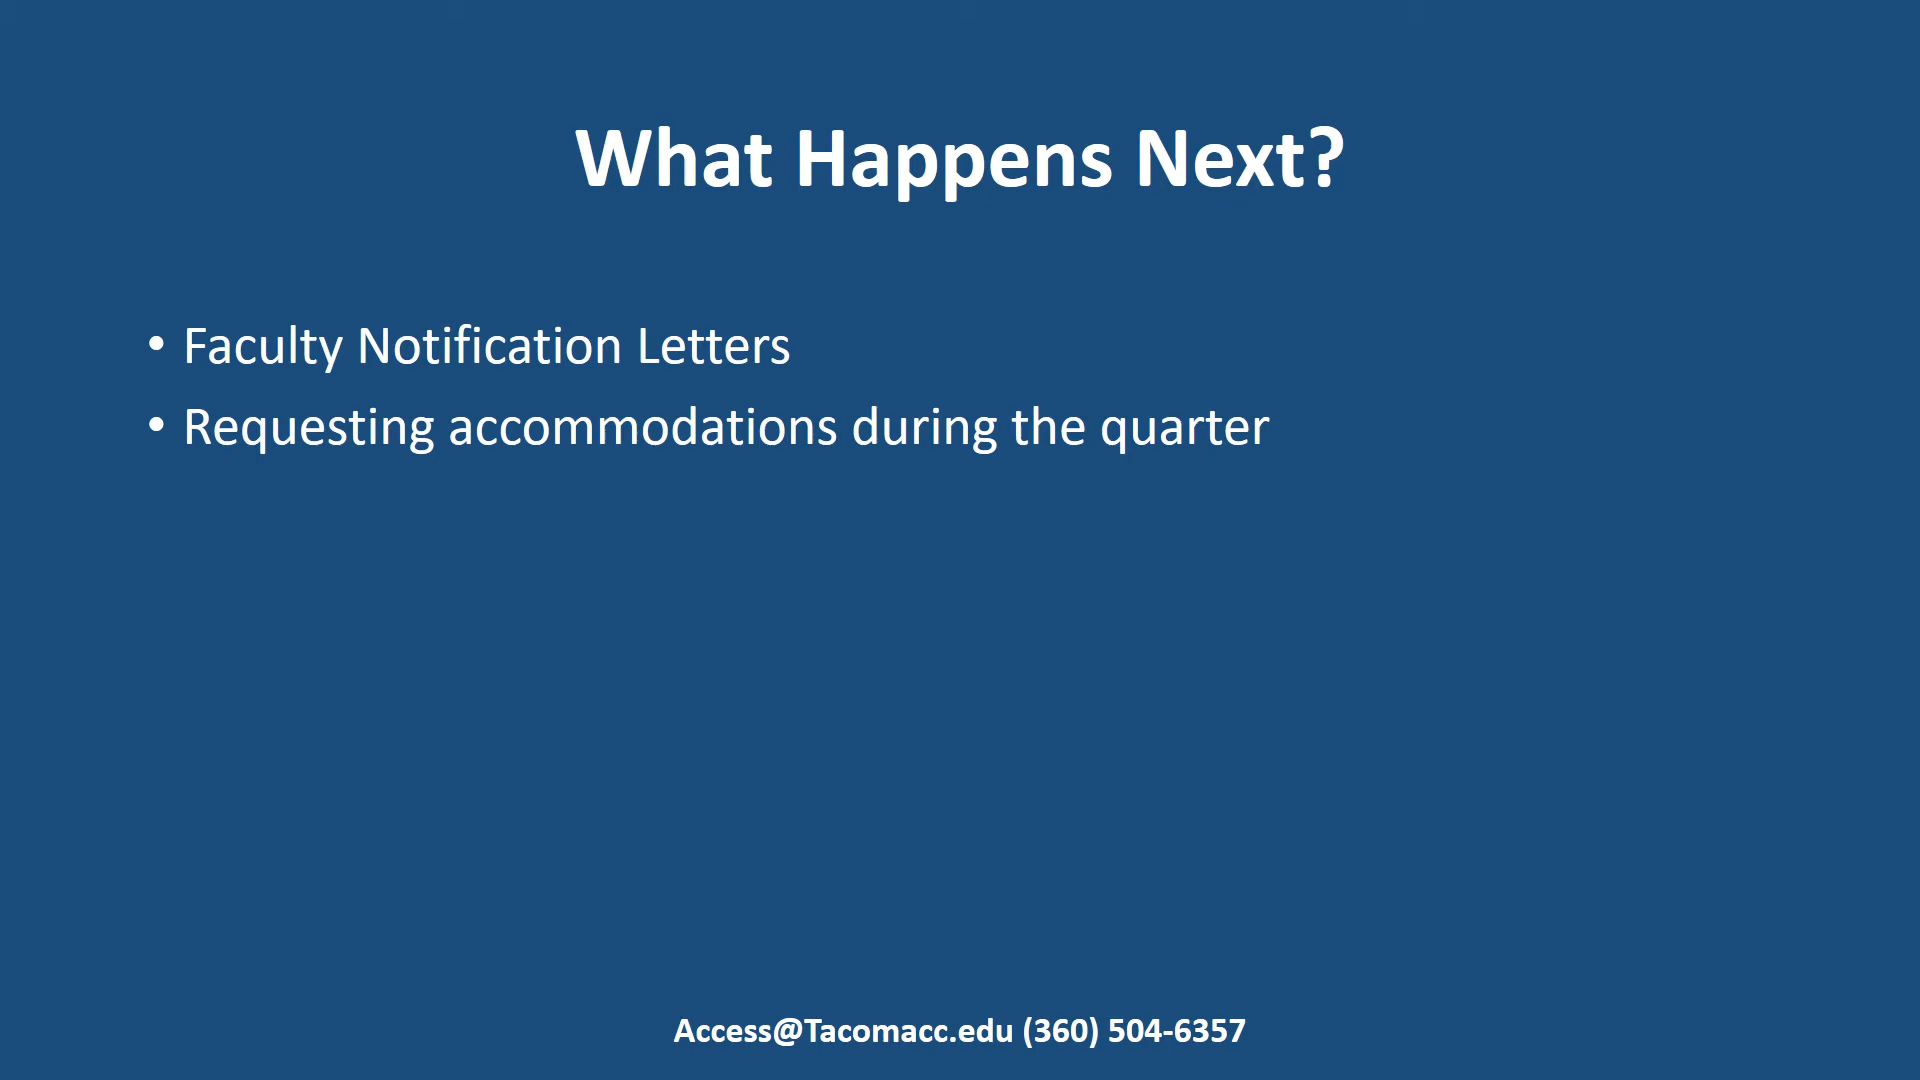 What Happens Next?
• Faculty Notification Letters
• Requesting accommodations during the quarter
Access@Tacomacc.edu (360) 504-6357